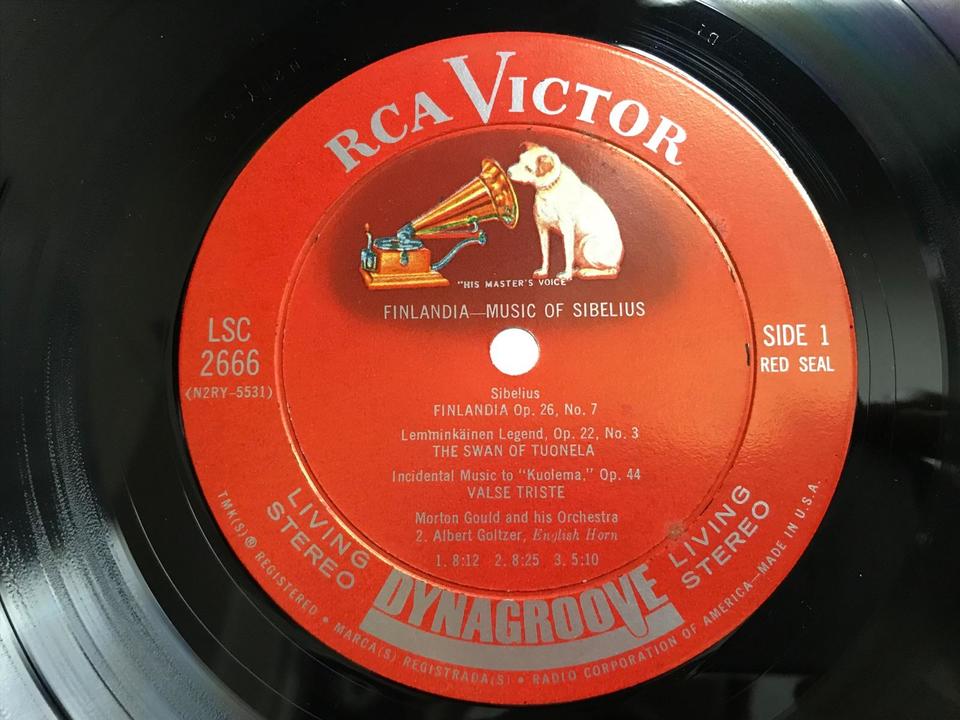 RCA VICTOR
"HIS MASTER'S VOICE"
FINLANDIA—MUSIC OF SIBELIUS
LSC
2666
(N2RY-5531)
SIDE 1
RED SEAL
Sibelius
FINLANDIA Op. 26, No. 7
Lemminkäinen Legend, Op. 22, No. 3
THE SWAN OF TUONELA
Incidental Music to "Kuolema," Op. 44
VALSE TRISTE
Morton Gould and his Orchestra
2. Albert Goltzer, English Horn
1. 8:12 2. 8:25 3. 5:10
LIVING
STEREO
LIVING
STEREO
DYNAGROOVE
TMK(S) ® REGISTERED • MARCA(S) REGISTRADA(S) • RADIO CORPORATION OF AMERICA—MADE IN U.S.A.